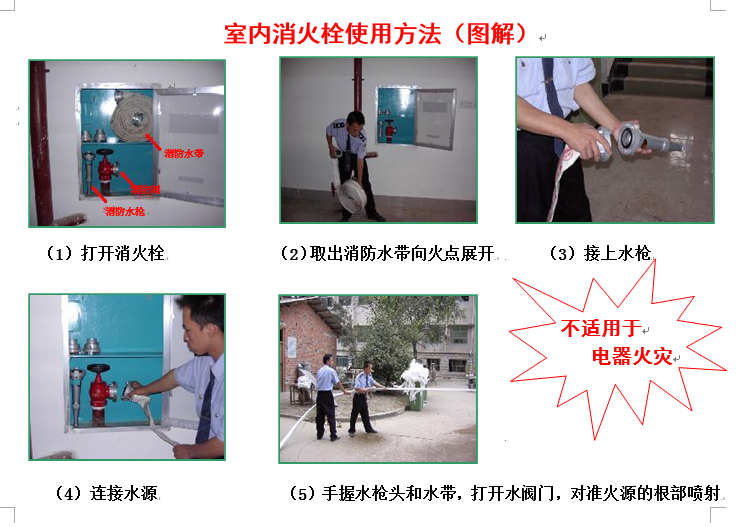 室内消火栓使用方法（图解）
消防水带
消防水枪
（1）打开消火栓
（2）取出消防水带向火点展开
（3）接上水枪
不适用于
电器火灾
（4）连接水源
（5）手握水枪头和水带，打开水阀门，对准火源的根部喷射